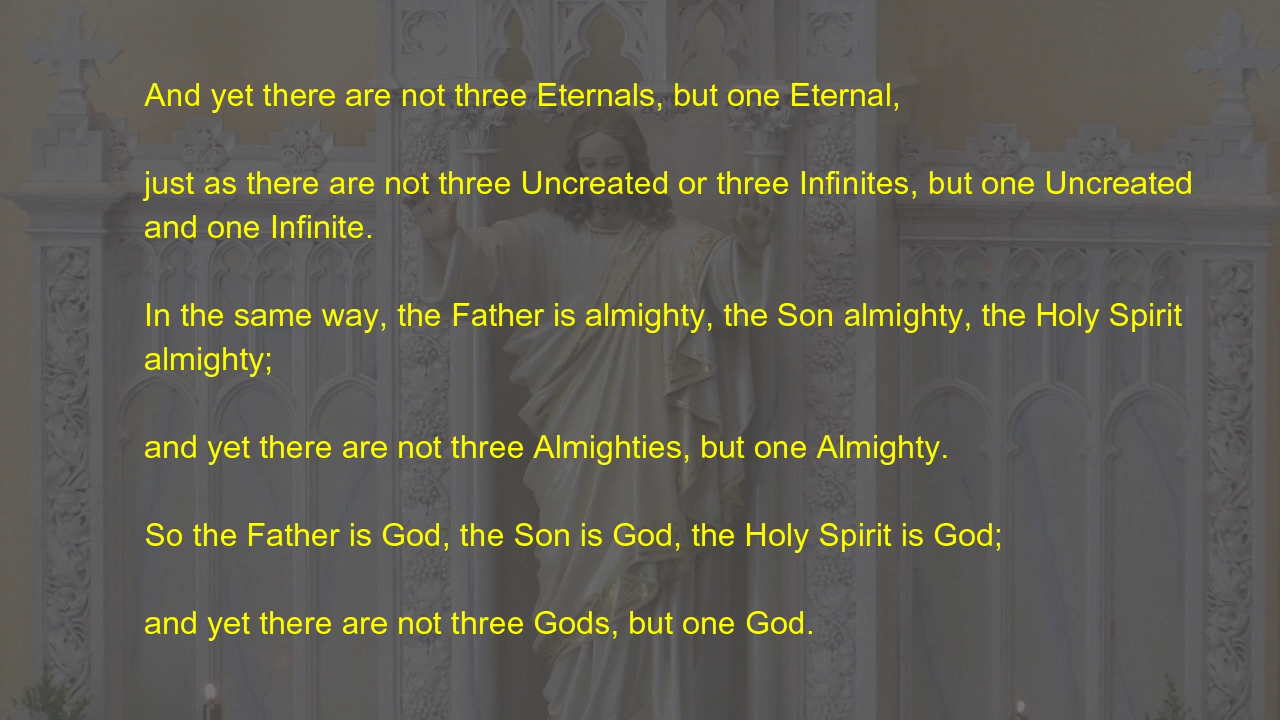 And yet there are not three Eternals, but one Eternal,
just as there are not three Uncreated or three Infinites, but one Uncreated
and one Infinite.
In the same way, the Father is almighty, the Son almighty, the Holy Spirit
almighty;
and yet there are not three Almighties, but one Almighty.
So the Father is God, the Son is God, the Holy Spirit is God;
and yet there are not three Gods, but one God.